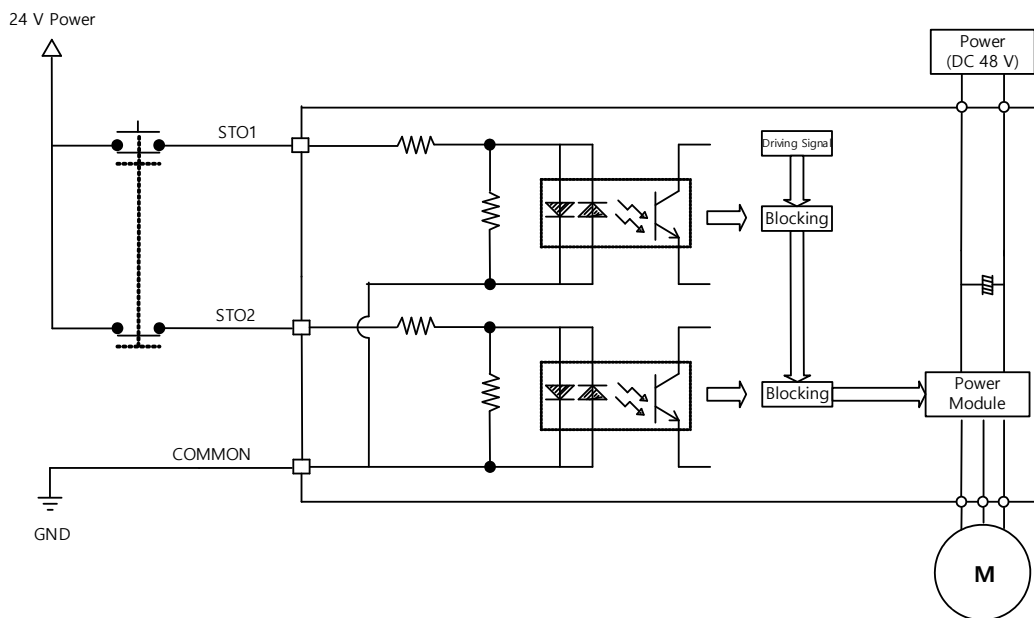 24 V Power
Power
(DC 48 V)
STO1
Driving Signal
Blocking
STO2
Blocking
Power
Module
COMMON
GND
M